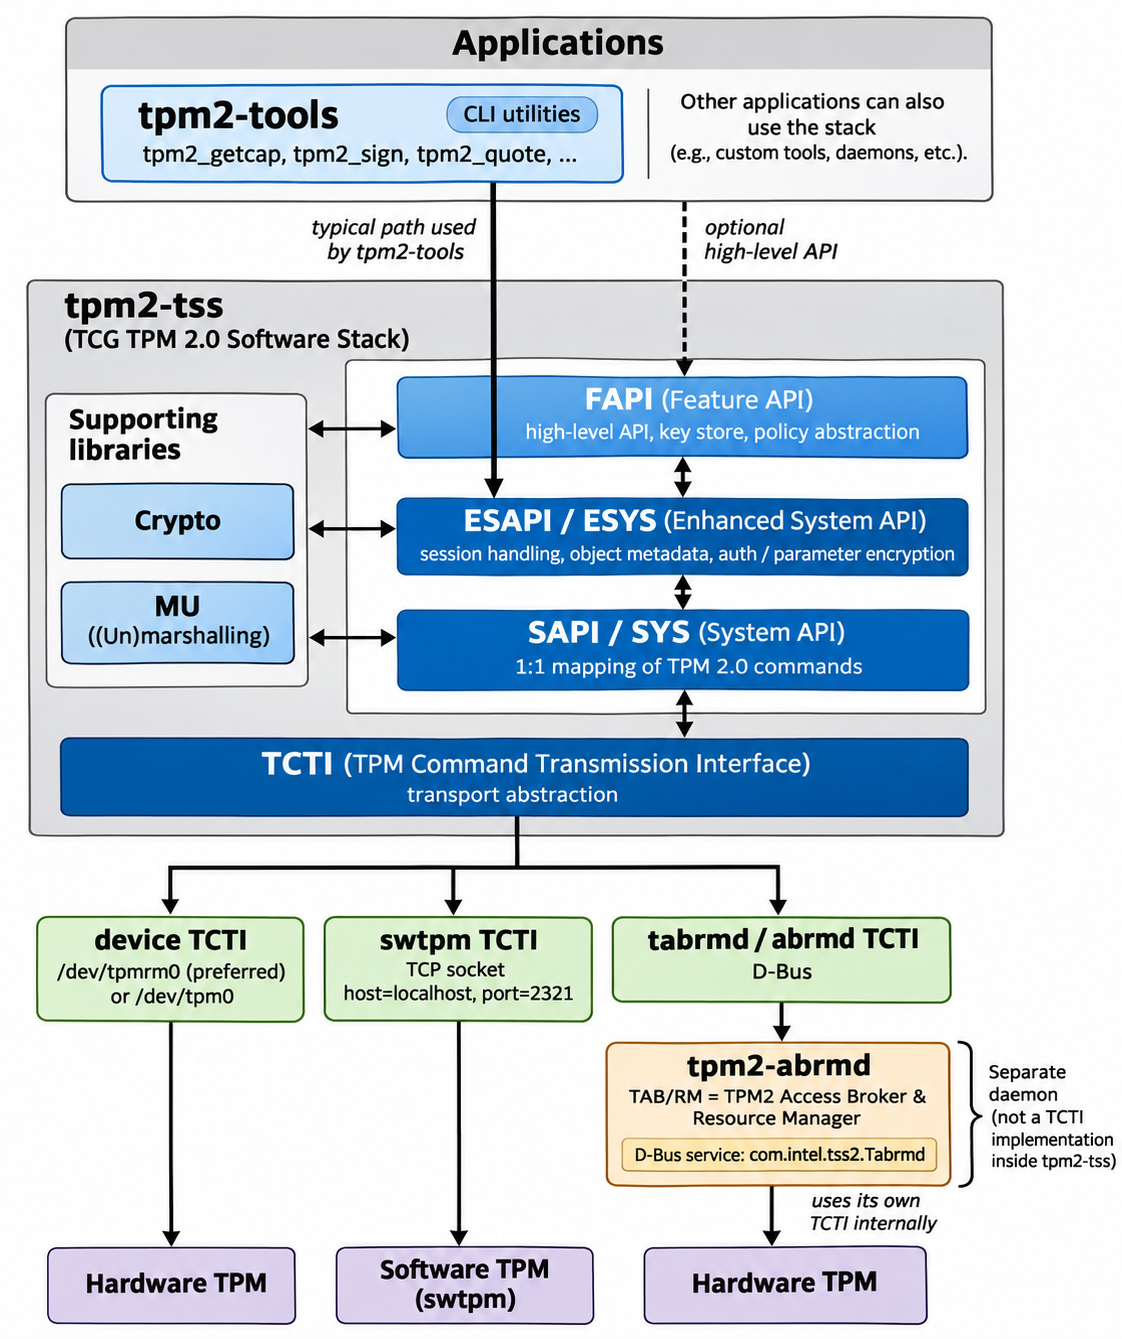 Applications
tpm2-tools
CLI utilities
tpm2_getcap, tpm2_sign, tpm2_quote, ...
Other applications can also
use the stack
(e.g., custom tools, daemons, etc.).
typical path used
by tpm2-tools
optional
high-level API
tpm2-tss
(TCG TPM 2.0 Software Stack)
Supporting
libraries
Crypto
MU
((Un)marshalling)
FAPI (Feature API)
high-level API, key store, policy abstraction
ESAPI / ESYS (Enhanced System API)
session handling, object metadata, auth / parameter encryption
SAPI / SYS (System API)
1:1 mapping of TPM 2.0 commands
TCTI (TPM Command Transmission Interface)
transport abstraction
device TCTI
/dev/tpmrm0 (preferred)
or /dev/tpm0
swtpm TCTI
TCP socket
host=localhost, port=2321
tabrmd / abrmd TCTI
D-Bus
tpm2-abrmd
TAB/RM = TPM2 Access Broker &
Resource Manager
D-Bus service: com.intel.tss2.Tabrmd
Separate
daemon
(not a TCTI
implementation
inside tpm2-tss)
uses its own
TCTI internally
Hardware TPM
Software TPM
(swtpm)
Hardware TPM